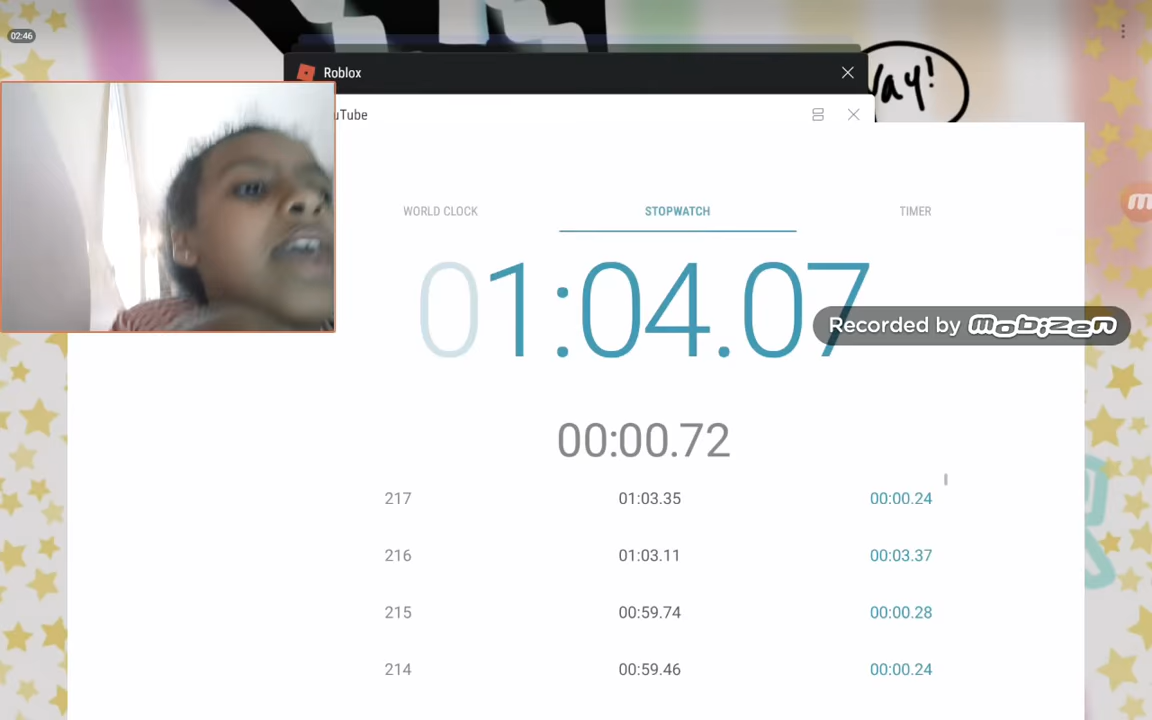 02:46
Roblox
Way!
uTube
WORLD CLOCK STOPWATCH TIMER
01:04.07
Recorded by mobizen
00:00.72
217 01:03.35 00:00.24
216 01:03.11 00:03.37
215 00:59.74 00:00.28
214 00:59.46 00:00.24